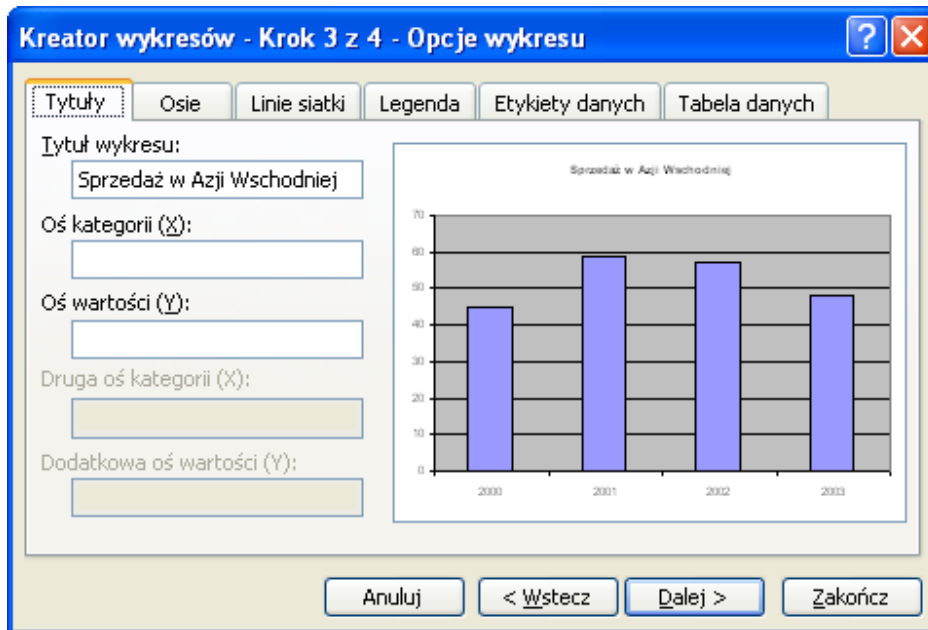 Kreator wykresów - Krok 3 z 4 - Opcje wykresu
Tytuły Osie Linie siatki Legenda Etykiety danych Tabela danych
Tytuł wykresu:
Sprzedaż w Azji Wschodniej
Oś kategorii (X):
Oś wartości (Y):
Druga oś kategorii (X):
Dodatkowa oś wartości (Y):
Sprzedaż w Azji Wschodniej
70
60
50
40
30
20
10
0
2000 2001 2002 2003
Anuluj < Wstecz Dalej > Zakończ